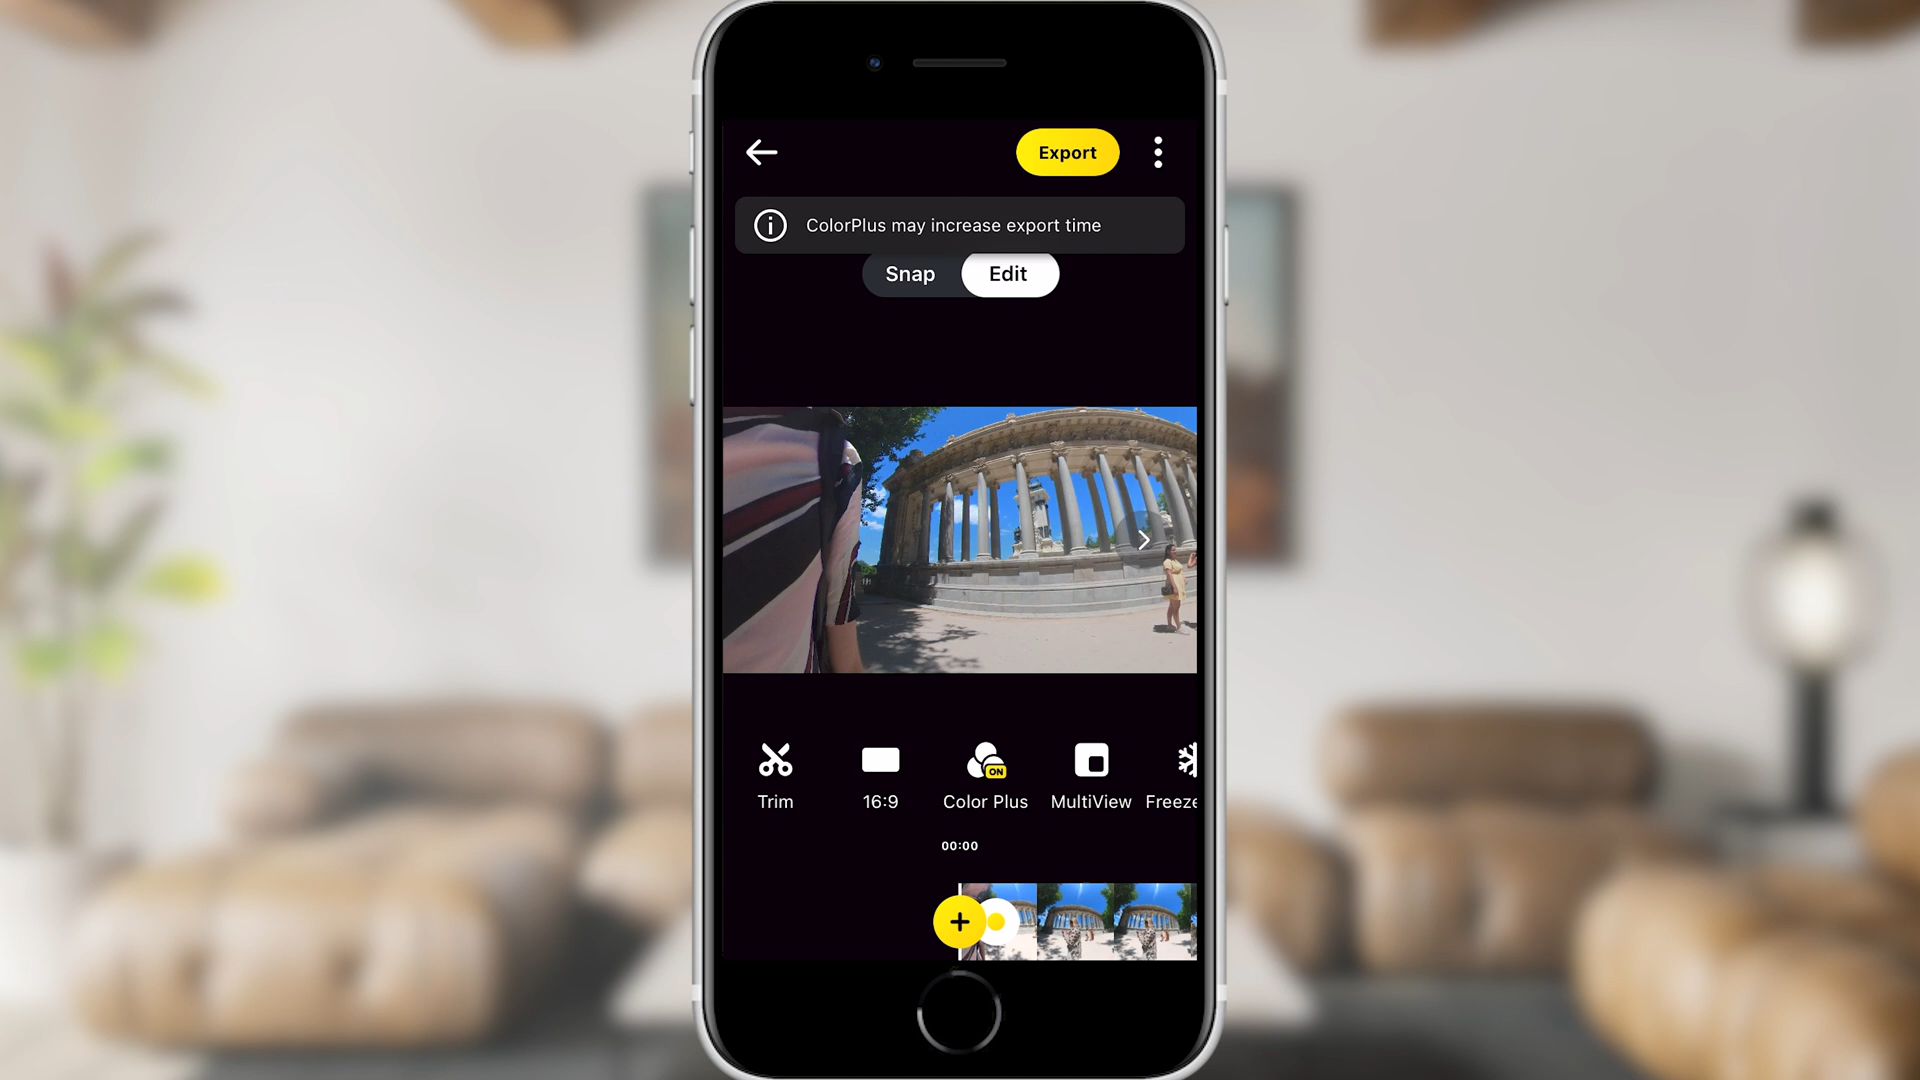 Export
ColorPlus may increase export time
Snap Edit
ON
Trim 16:9 Color Plus MultiView Freeze
00:00